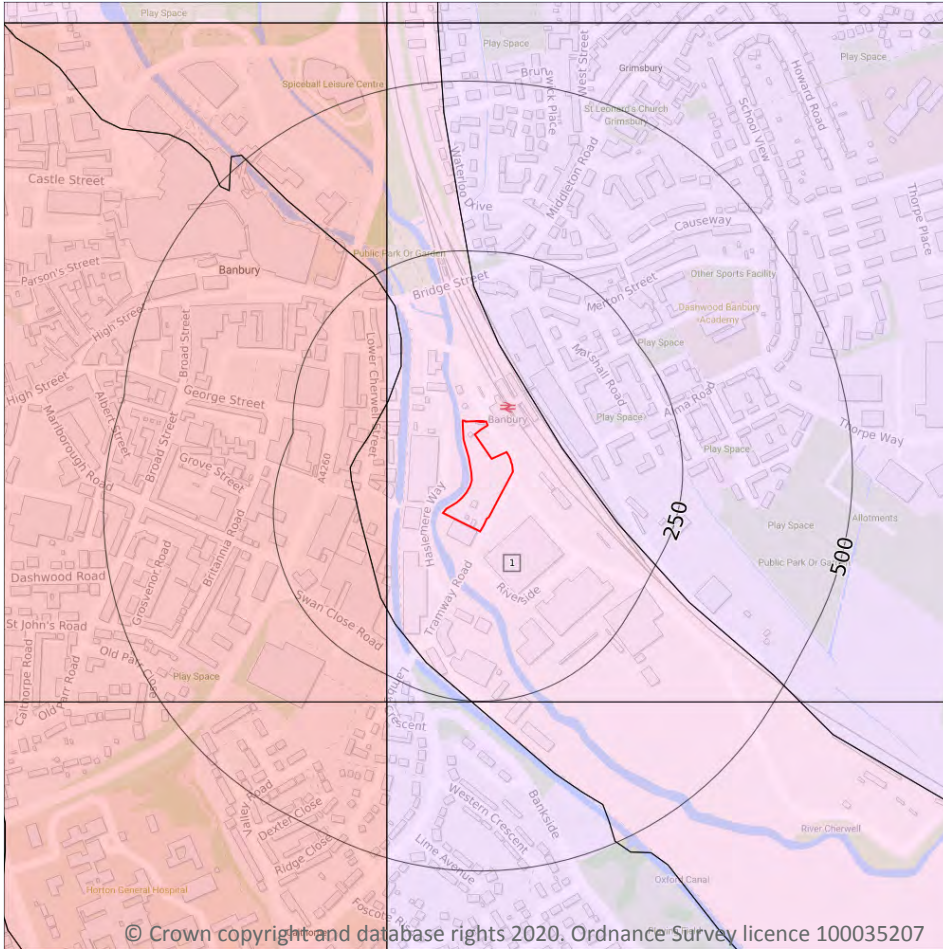 Play Space
Play Space
Play Space
Spiceball Leisure Centre
Brunswick Place
West Street
Grimsbury
Howard Road
St Leonard's Church
Grimsbury
School View
Middleton Road
Waterloo Drive
Castle Street
Causeway
Thorpe Place
Parson's Street
Banbury
Public Park Or Garden
Bridge Street
Merton Street
Other Sports Facility
Dashwood Banbury
Academy
High Street
Broad Street
Lower Cherwell Street
Play Space
Marshall Road
High Street
Albert Street
George Street
Banbury
Alma Road
Play Space
Marlborough Road
Broad Street
Grove Street
A4260
Play Space
Thorpe Way
Haslemere Way
250
500
Allotments
Play Space
Public Park Or Ga
Dashwood Road
Grosvenor Road
Britannia Road
1
Riverside
Tramway Road
Swan Close Road
St John's Road
Old Parr Close
Calthorpe Road
Old Parr Road
Play Space
Crescent
Valley Road
Dexter Close
Western Crescent
Bankside
River Cherwell
Ridge Close
Lime Avenue
Oxford Canal
Horton General Hospital
Foscote
© Crown copyright and database rights 2020. Ordnance Survey licence 100035207